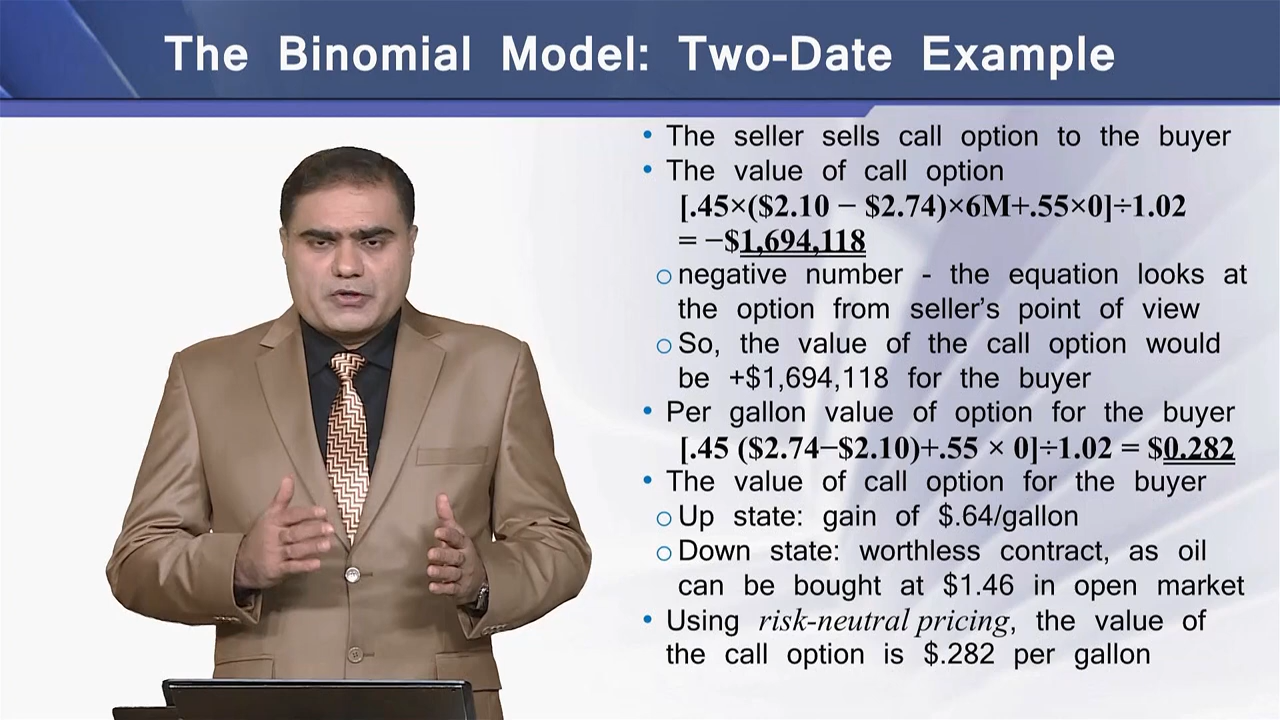 The Binomial Model: Two-Date Example
• The seller sells call option to the buyer
• The value of call option
[.45×($2.10 − $2.74)×6M+.55×0]÷1.02
= −$1,694,118
o negative number - the equation looks at
the option from seller’s point of view
o So, the value of the call option would
be +$1,694,118 for the buyer
• Per gallon value of option for the buyer
[.45 ($2.74−$2.10)+.55 × 0]÷1.02 = $0.282
• The value of call option for the buyer
o Up state: gain of $.64/gallon
o Down state: worthless contract, as oil
can be bought at $1.46 in open market
• Using risk-neutral pricing, the value of
the call option is $.282 per gallon